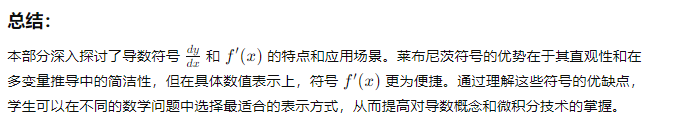 总结：
本部分深入探讨了导数符号 dy/dx 和 f′(x) 的特点和应用场景。莱布尼茨符号的优势在于其直观性和在
多变量推导中的简洁性，但在具体数值表示上，符号 f′(x) 更为便捷。通过理解这些符号的优缺点，
学生可以在不同的数学问题中选择最适合的表示方式，从而提高对导数概念和微积分技术的掌握。